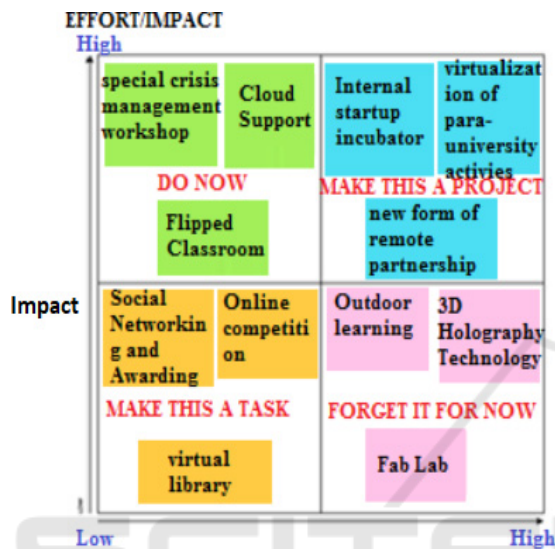 EFFORT/IMPACT
High
special crisis
management
workshop
Cloud
Support
DO NOW
Flipped
Classroom
Internal
startup
incubator
virtualizat
ion of
para-
university
activies
MAKE THIS A PROJECT
new form of
remote
partnership
Impact
Social
Networkin
g and
Awarding
Online
competiti
on
MAKE THIS A TASK
virtual
library
Outdoor
learning
3D
Holography
Technology
FORGET IT FOR NOW
Fab Lab
Low
High